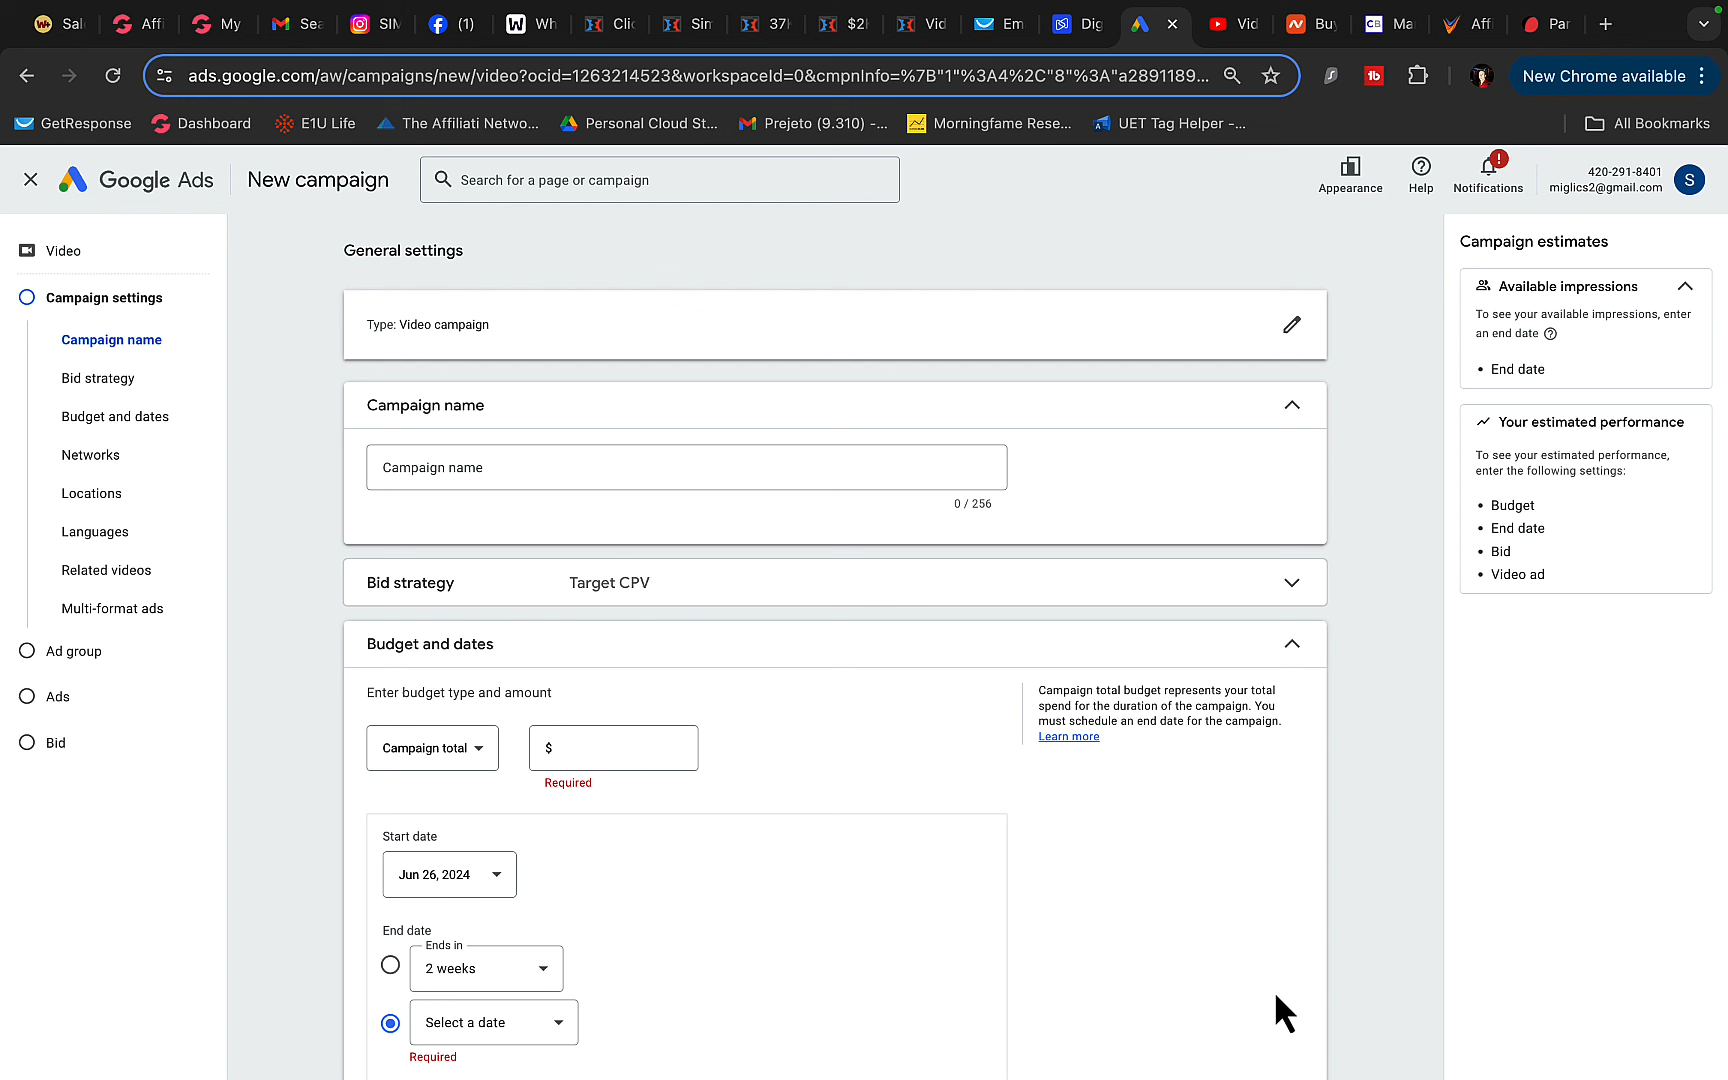 Sal
Affi
My
Sea
SIM
(1)
Wh
Clic
Sim
37k
$2k
Vid
Em
Dig
Vid
Buy
Ma
Affi
Par
ads.google.com/aw/campaigns/new/video?ocid=1263214523&workspaceId=0&cmpnInfo=%7B"1"%3A4%2C"8"%3A"a2891189...
New Chrome available
GetResponse
Dashboard
E1U Life
The Affiliati Netwo...
Personal Cloud St...
Prejeto (9.310) -...
Morningfame Rese...
UET Tag Helper -...
All Bookmarks
Google Ads
New campaign
Search for a page or campaign
Appearance
Help
Notifications
420-291-8401
miglics2@gmail.com
S
Video
Campaign settings
Campaign name
Bid strategy
Budget and dates
Networks
Locations
Languages
Related videos
Multi-format ads
Ad group
Ads
Bid
General settings
Type: Video campaign
Campaign name
Campaign name
0 / 256
Bid strategy
Target CPV
Budget and dates
Enter budget type and amount
Campaign total
$
Required
Campaign total budget represents your total
spend for the duration of the campaign. You
must schedule an end date for the campaign.
Learn more
Start date
Jun 26, 2024
End date
Ends in
2 weeks
Select a date
Required
Campaign estimates
Available impressions
To see your available impressions, enter
an end date
• End date
Your estimated performance
To see your estimated performance,
enter the following settings:
• Budget
• End date
• Bid
• Video ad